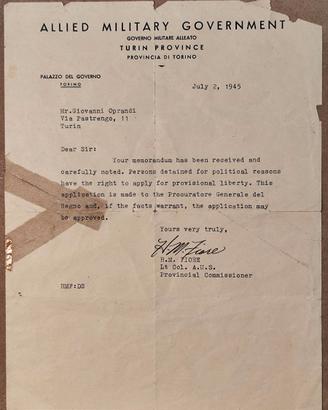 ALLIED MILITARY GOVERNMENT
GOVERNO MILITARE ALLEATO
TURIN PROVINCE
PROVINCIA DI TORINO
PALAZZO DEL GOVERNO
TORINO
July 2, 1945
Mr.Giovanni Oprandi
Via Pastrengo, 11
Turin
Dear Sir:
Your memorandum has been received and
carefully noted. Persons detained for political reasons
have the right to apply for provisional liberty. This
application is made to the Procuratore Generale del
Regno and, if the facts warrant, the application may
be approved.
Yours very truly,
H.M. Fiore
H.M. FIORE
Lt Col. A.U.S.
Provincial Commissioner
HMF:DS